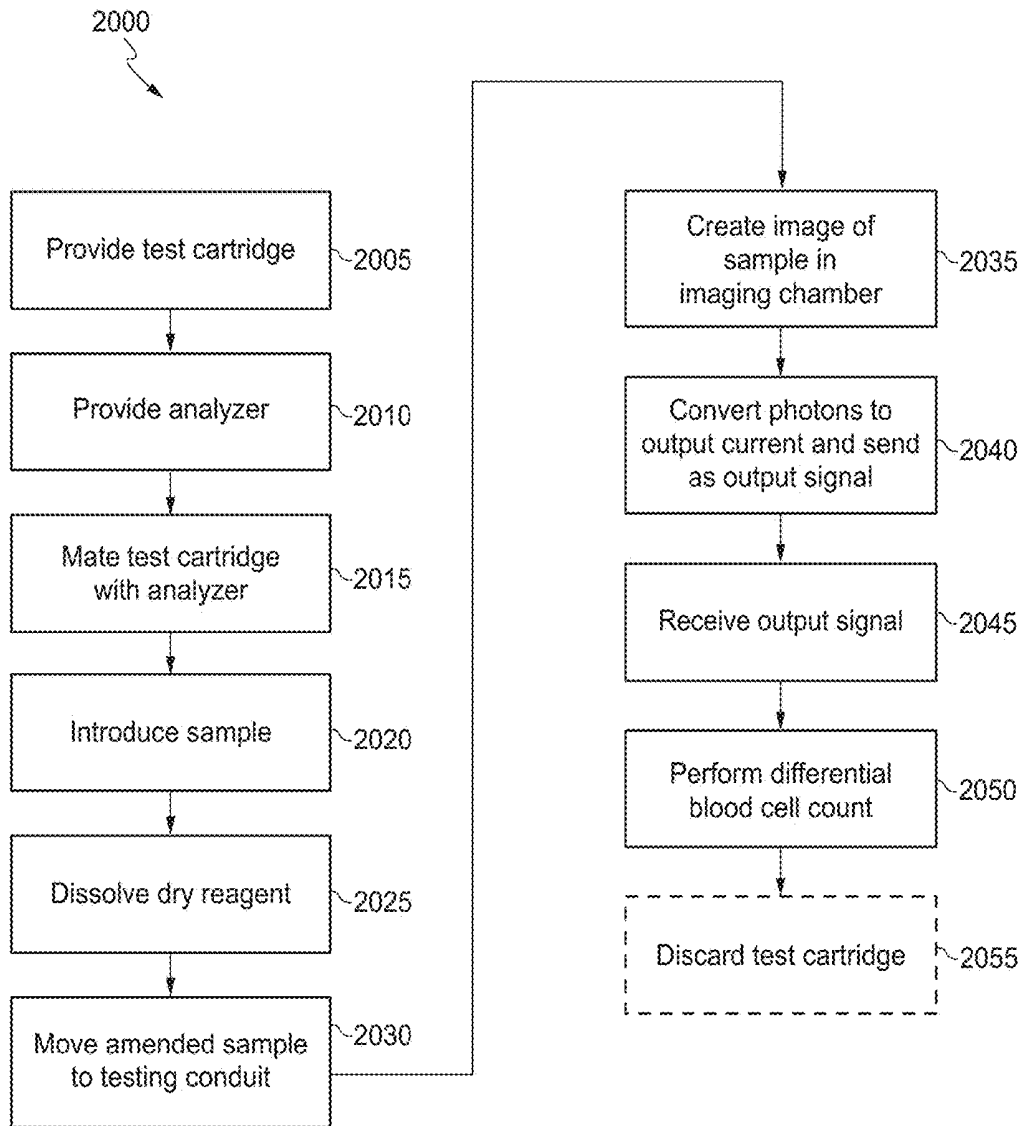 2000
Provide test cartridge
2005
Provide analyzer
2010
Mate test cartridge
with analyzer
2015
Introduce sample
2020
Dissolve dry reagent
2025
Move amended sample
to testing conduit
2030
Create image of
sample in
imaging chamber
2035
Convert photons to
output current and send
as output signal
2040
Receive output signal
2045
Perform differential
blood cell count
2050
Discard test cartridge
2055